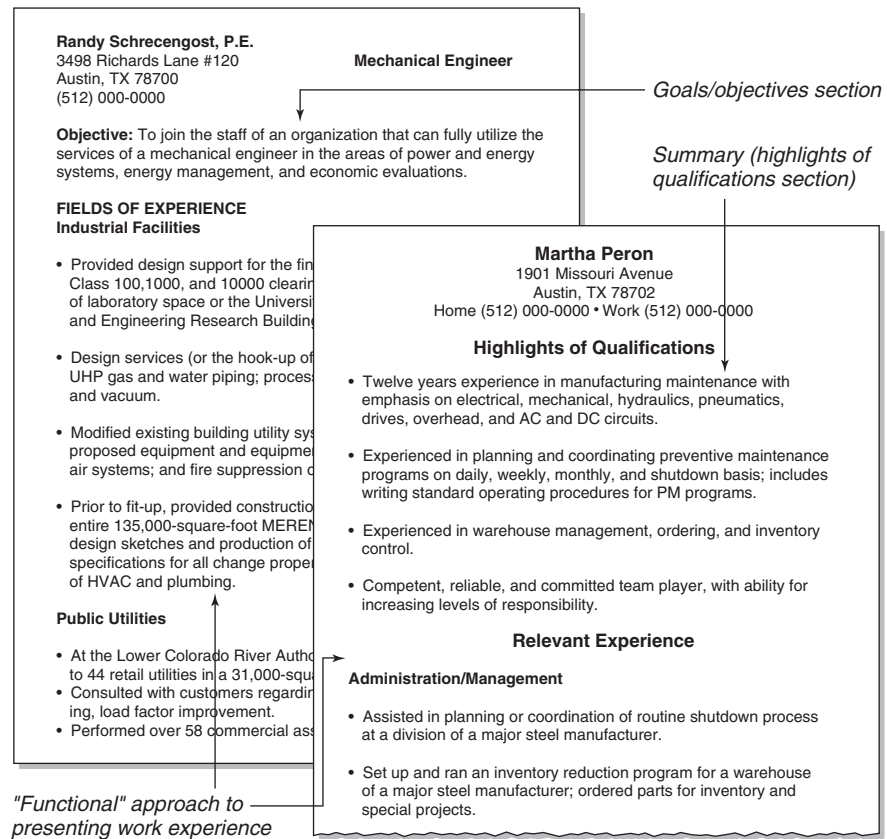 Randy Schrecengost, P.E.
3498 Richards Lane #120
Mechanical Engineer
Austin, TX 78700
(512) 000-0000
Goals/objectives section
Objective: To join the staff of an organization that can fully utilize the
services of a mechanical engineer in the areas of power and energy
systems, energy management, and economic evaluations.
Summary (highlights of
qualifications section)
FIELDS OF EXPERIENCE
Industrial Facilities
• Provided design support for the fin
Class 100,1000, and 10000 clearin
of laboratory space or the Universit
and Engineering Research Building
• Design services (or the hook-up of
UHP gas and water piping; process
and vacuum.
• Modified existing building utility sys
proposed equipment and equipme
air systems; and fire suppression c
• Prior to fit-up, provided constructio
entire 135,000-square-foot MEREN
design sketches and production of
specifications for all change proper
of HVAC and plumbing.
Public Utilities
• At the Lower Colorado River Autho
to 44 retail utilities in a 31,000-squa
• Consulted with customers regardin
ing, load factor improvement.
• Performed over 58 commercial ass
Martha Peron
1901 Missouri Avenue
Austin, TX 78702
Home (512) 000-0000 • Work (512) 000-0000
Highlights of Qualifications
• Twelve years experience in manufacturing maintenance with
emphasis on electrical, mechanical, hydraulics, pneumatics,
drives, overhead, and AC and DC circuits.
• Experienced in planning and coordinating preventive maintenance
programs on daily, weekly, monthly, and shutdown basis; includes
writing standard operating procedures for PM programs.
• Experienced in warehouse management, ordering, and inventory
control.
• Competent, reliable, and committed team player, with ability for
increasing levels of responsibility.
Relevant Experience
Administration/Management
• Assisted in planning or coordination of routine shutdown process
at a division of a major steel manufacturer.
• Set up and ran an inventory reduction program for a warehouse
of a major steel manufacturer; ordered parts for inventory and
special projects.
"Functional" approach to
presenting work experience